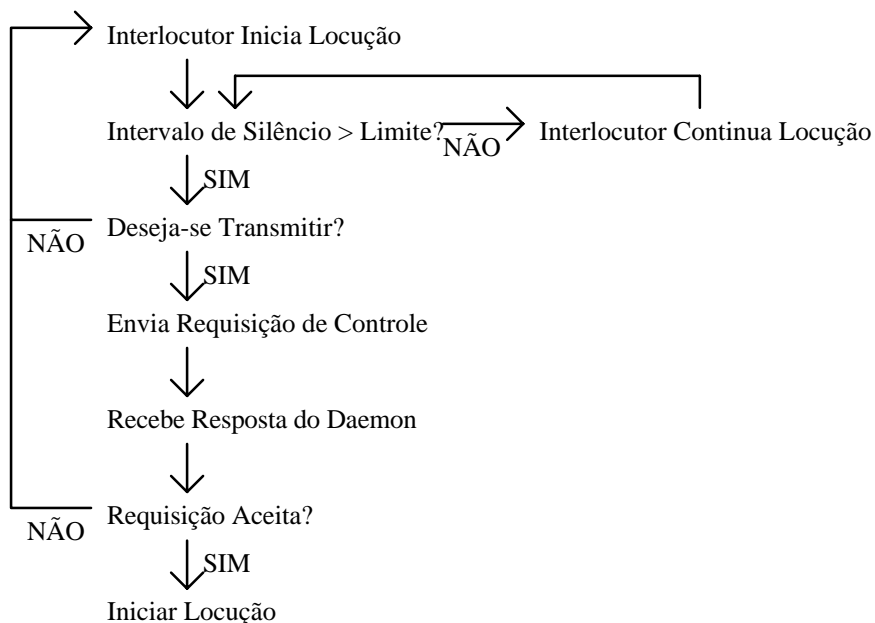 Interlocutor Inicia Locução
Intervalo de Silêncio > Limite?
NÃO
Interlocutor Continua Locução
SIM
Deseja-se Transmitir?
NÃO
SIM
Envia Requisição de Controle
Recebe Resposta do Daemon
Requisição Aceita?
NÃO
SIM
Iniciar Locução